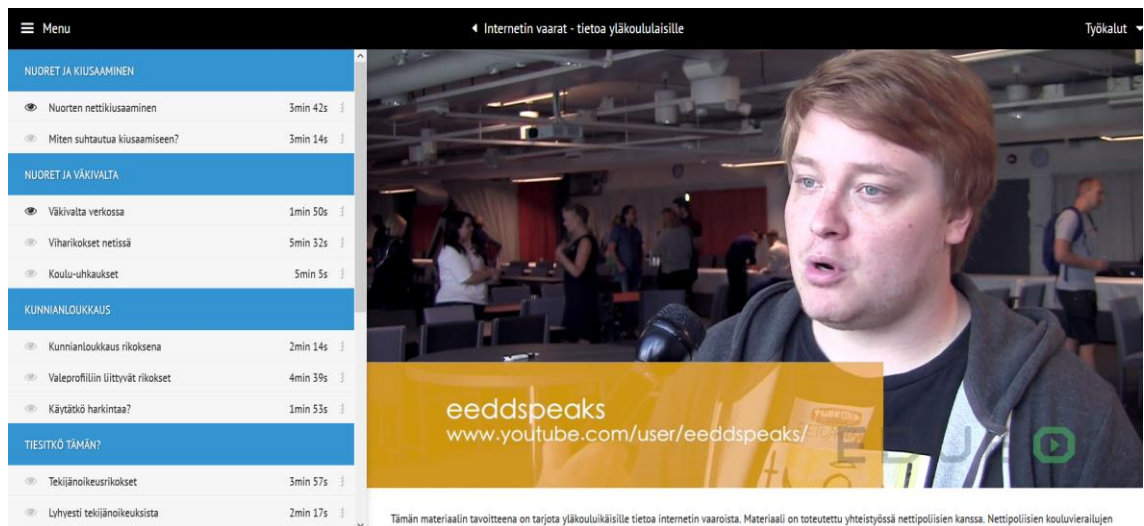 Menu
Internetin vaarat - tietoa yläkoululaisille
Työkalut
NUORET JA KIUSAAMINEN
Nuorten nettikiusaaminen 3min 42s
Miten suhtautua kiusaamiseen? 3min 14s
NUORET JA VÄKIVALTA
Väkivalta verkossa 1min 50s
Viharikokset netissä 5min 32s
Koulu-uhkaukset 5min 5s
KUNNIANLOUKKAUS
Kunnianloukkaus rikoksena 2min 14s
Valeprofiiliin liittyvät rikokset 4min 39s
Käytätkö harkintaa? 1min 53s
TIESITKÖ TÄMÄN?
Tekijänoikeusrikokset 3min 57s
Lyhyesti tekijänoikeuksista 2min 17s
eeddspeaks
www.youtube.com/user/eeddspeaks/
Tämän materiaalin tavoitteena on tarjota yläkouluikäisille tietoa internetin vaaroista. Materiaali on toteutettu yhteistyössä nettipoliisien kanssa. Nettipoliisien kouluvierailujen